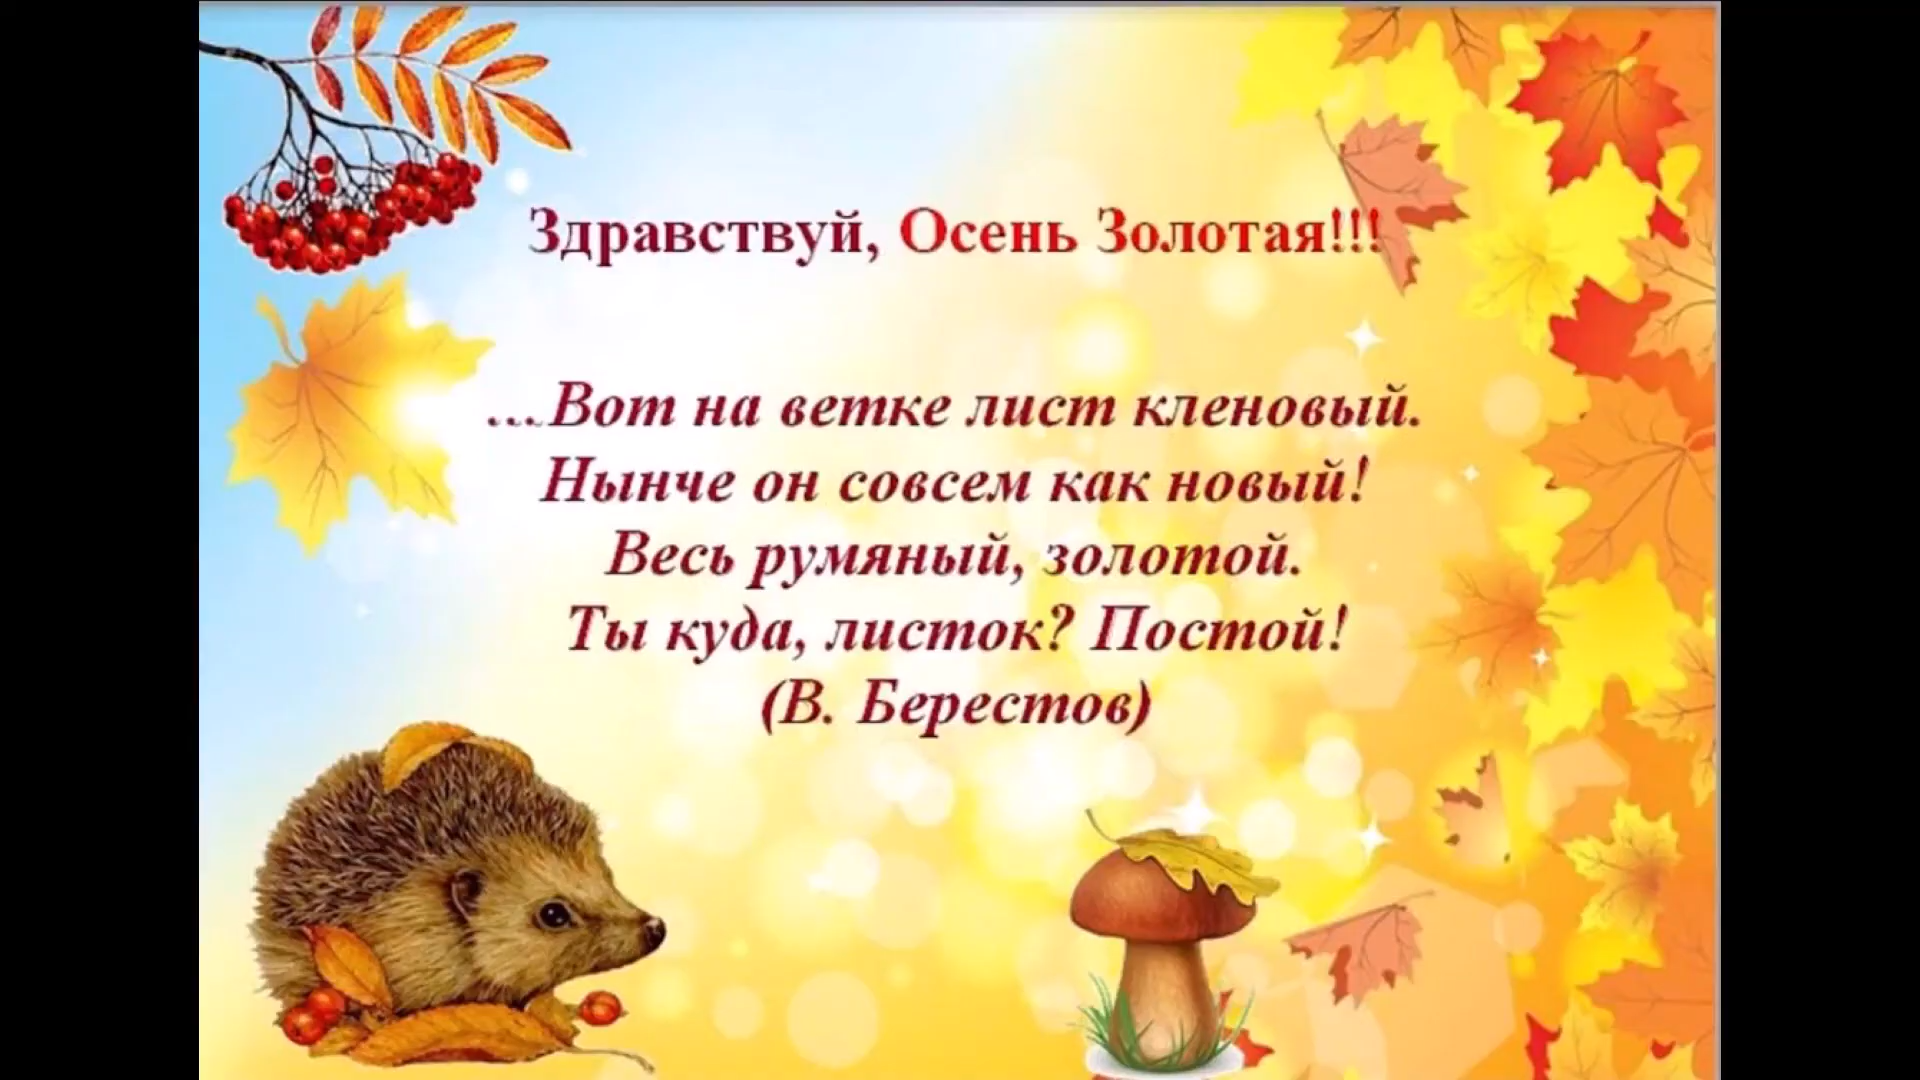 Здравствуй, Осень Золотая!!!
...Вот на ветке лист кленовый.
Нынче он совсем как новый!
Весь румяный, золотой.
Ты куда, листок? Постой!
(В. Берестов)